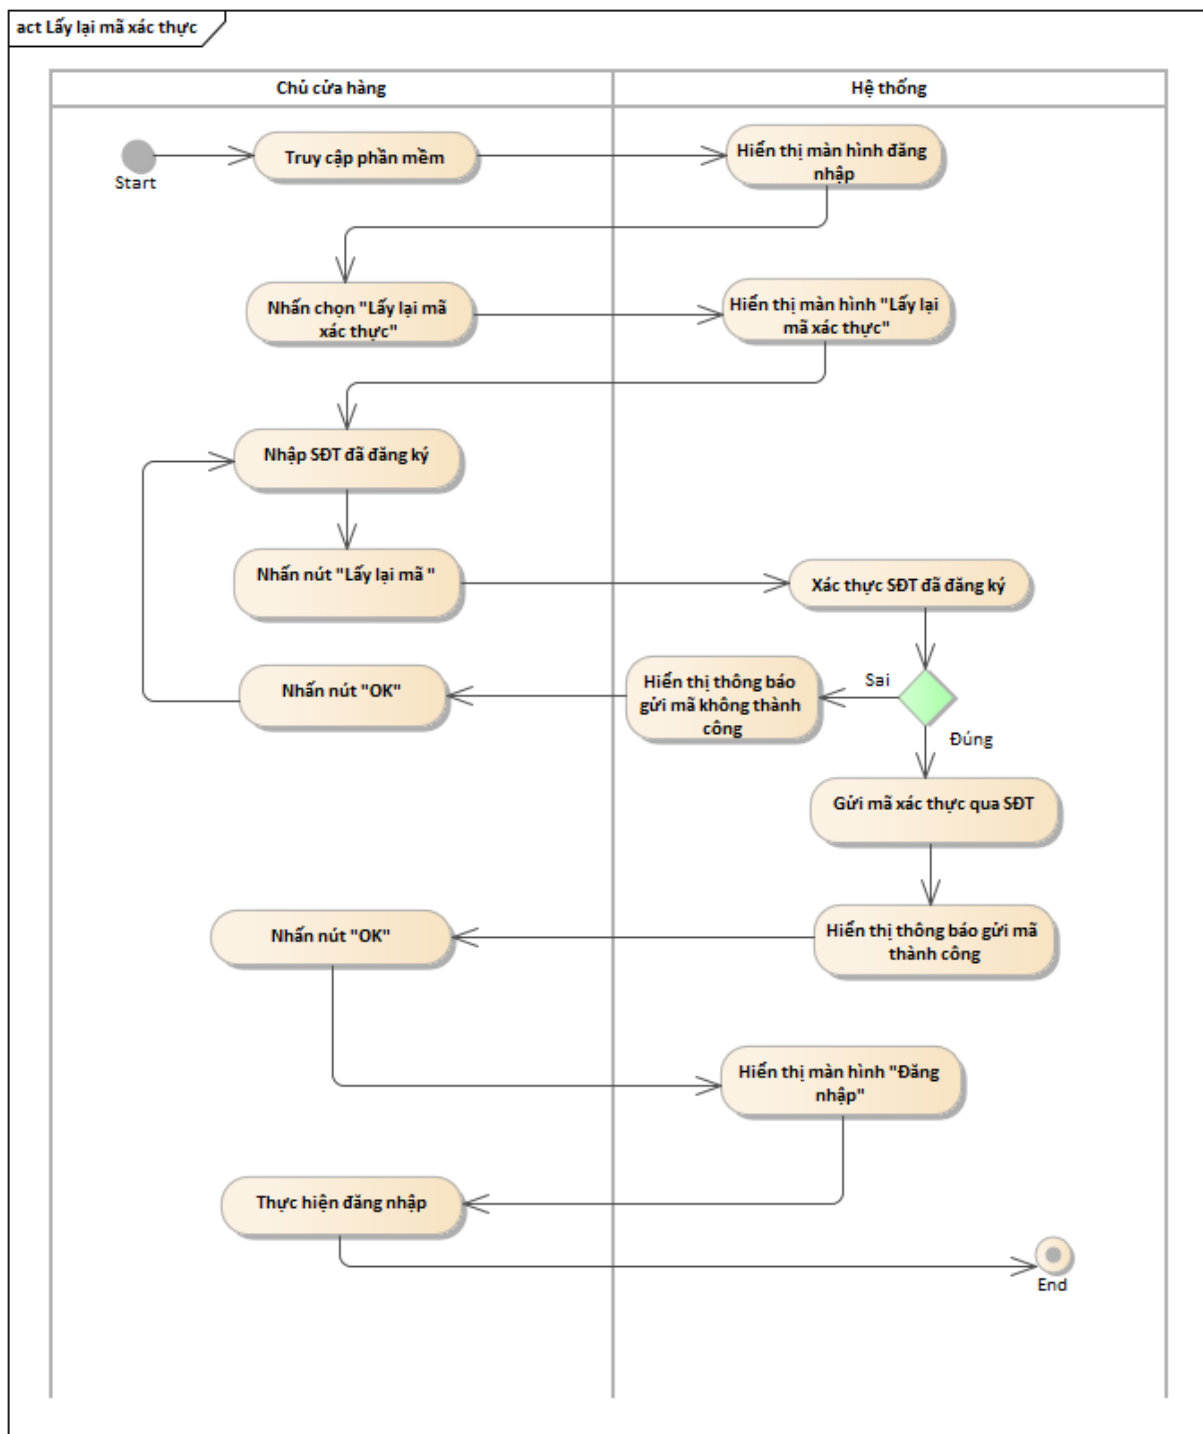 act Lấy lại mã xác thực
Chủ cửa hàng
Hệ thống
Start
Truy cập phần mềm
Hiển thị màn hình đăng
nhập
Nhấn chọn "Lấy lại mã
xác thực"
Hiển thị màn hình "Lấy lại
mã xác thực"
Nhập SĐT đã đăng ký
Nhấn nút "Lấy lại mã "
Xác thực SĐT đã đăng ký
Sai
Hiển thị thông báo
gửi mã không thành
công
Nhấn nút "OK"
Đúng
Gửi mã xác thực qua SĐT
Hiển thị thông báo gửi mã
thành công
Nhấn nút "OK"
Hiển thị màn hình "Đăng
nhập"
Thực hiện đăng nhập
End